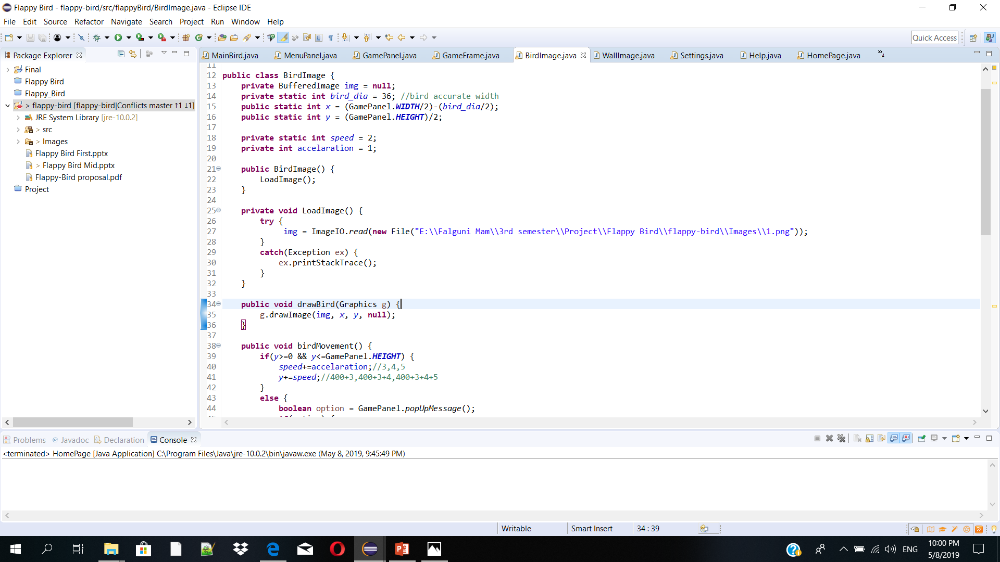 Flappy Bird - flappy-bird/src/flappyBird/BirdImage.java - Eclipse IDE
File Edit Source Refactor Navigate Search Project Run Window Help
Quick Access
Package Explorer
Final
Flappy Bird
Flappy_Bird
> flappy-bird [flappy-bird|Conflicts master ↑1 ↓1]
JRE System Library [jre-10.0.2]
> src
> Images
Flappy Bird First.pptx
> Flappy Bird Mid.pptx
Flappy-Bird proposal.pdf
Project
MainBird.java MenuPanel.java GamePanel.java GameFrame.java BirdImage.java WallImage.java Settings.java Help.java HomePage.java »4
11
12 public class BirdImage {
13 private BufferedImage img = null;
14 private static int bird_dia = 36; //bird accurate width
15 public static int x = (GamePanel.WIDTH/2)-(bird_dia/2);
16 public static int y = (GamePanel.HEIGHT)/2;
17
18 private static int speed = 2;
19 private int accelaration = 1;
20
21 public BirdImage() {
22 LoadImage();
23 }
24
25 private void LoadImage() {
26 try {
27 img = ImageIO.read(new File("E:\\Falguni Mam\\3rd semester\\Project\\Flappy Bird\\flappy-bird\\Images\\1.png"));
28 }
29 catch(Exception ex) {
30 ex.printStackTrace();
31 }
32 }
33
34 public void drawBird(Graphics g) {
35 g.drawImage(img, x, y, null);
36 }
37
38 public void birdMovement() {
39 if(y>=0 && y<=GamePanel.HEIGHT) {
40 speed+=accelaration;//3,4,5
41 y+=speed;//400+3,400+3+4,400+3+4+5
42 }
43 else {
44 boolean option = GamePanel.popUpMessage();
Problems Javadoc Declaration Console
<terminated> HomePage [Java Application] C:\Program Files\Java\jre-10.0.2\bin\javaw.exe (May 8, 2019, 9:45:49 PM)
Writable Smart Insert 34 : 39
ENG
10:00 PM
5/8/2019